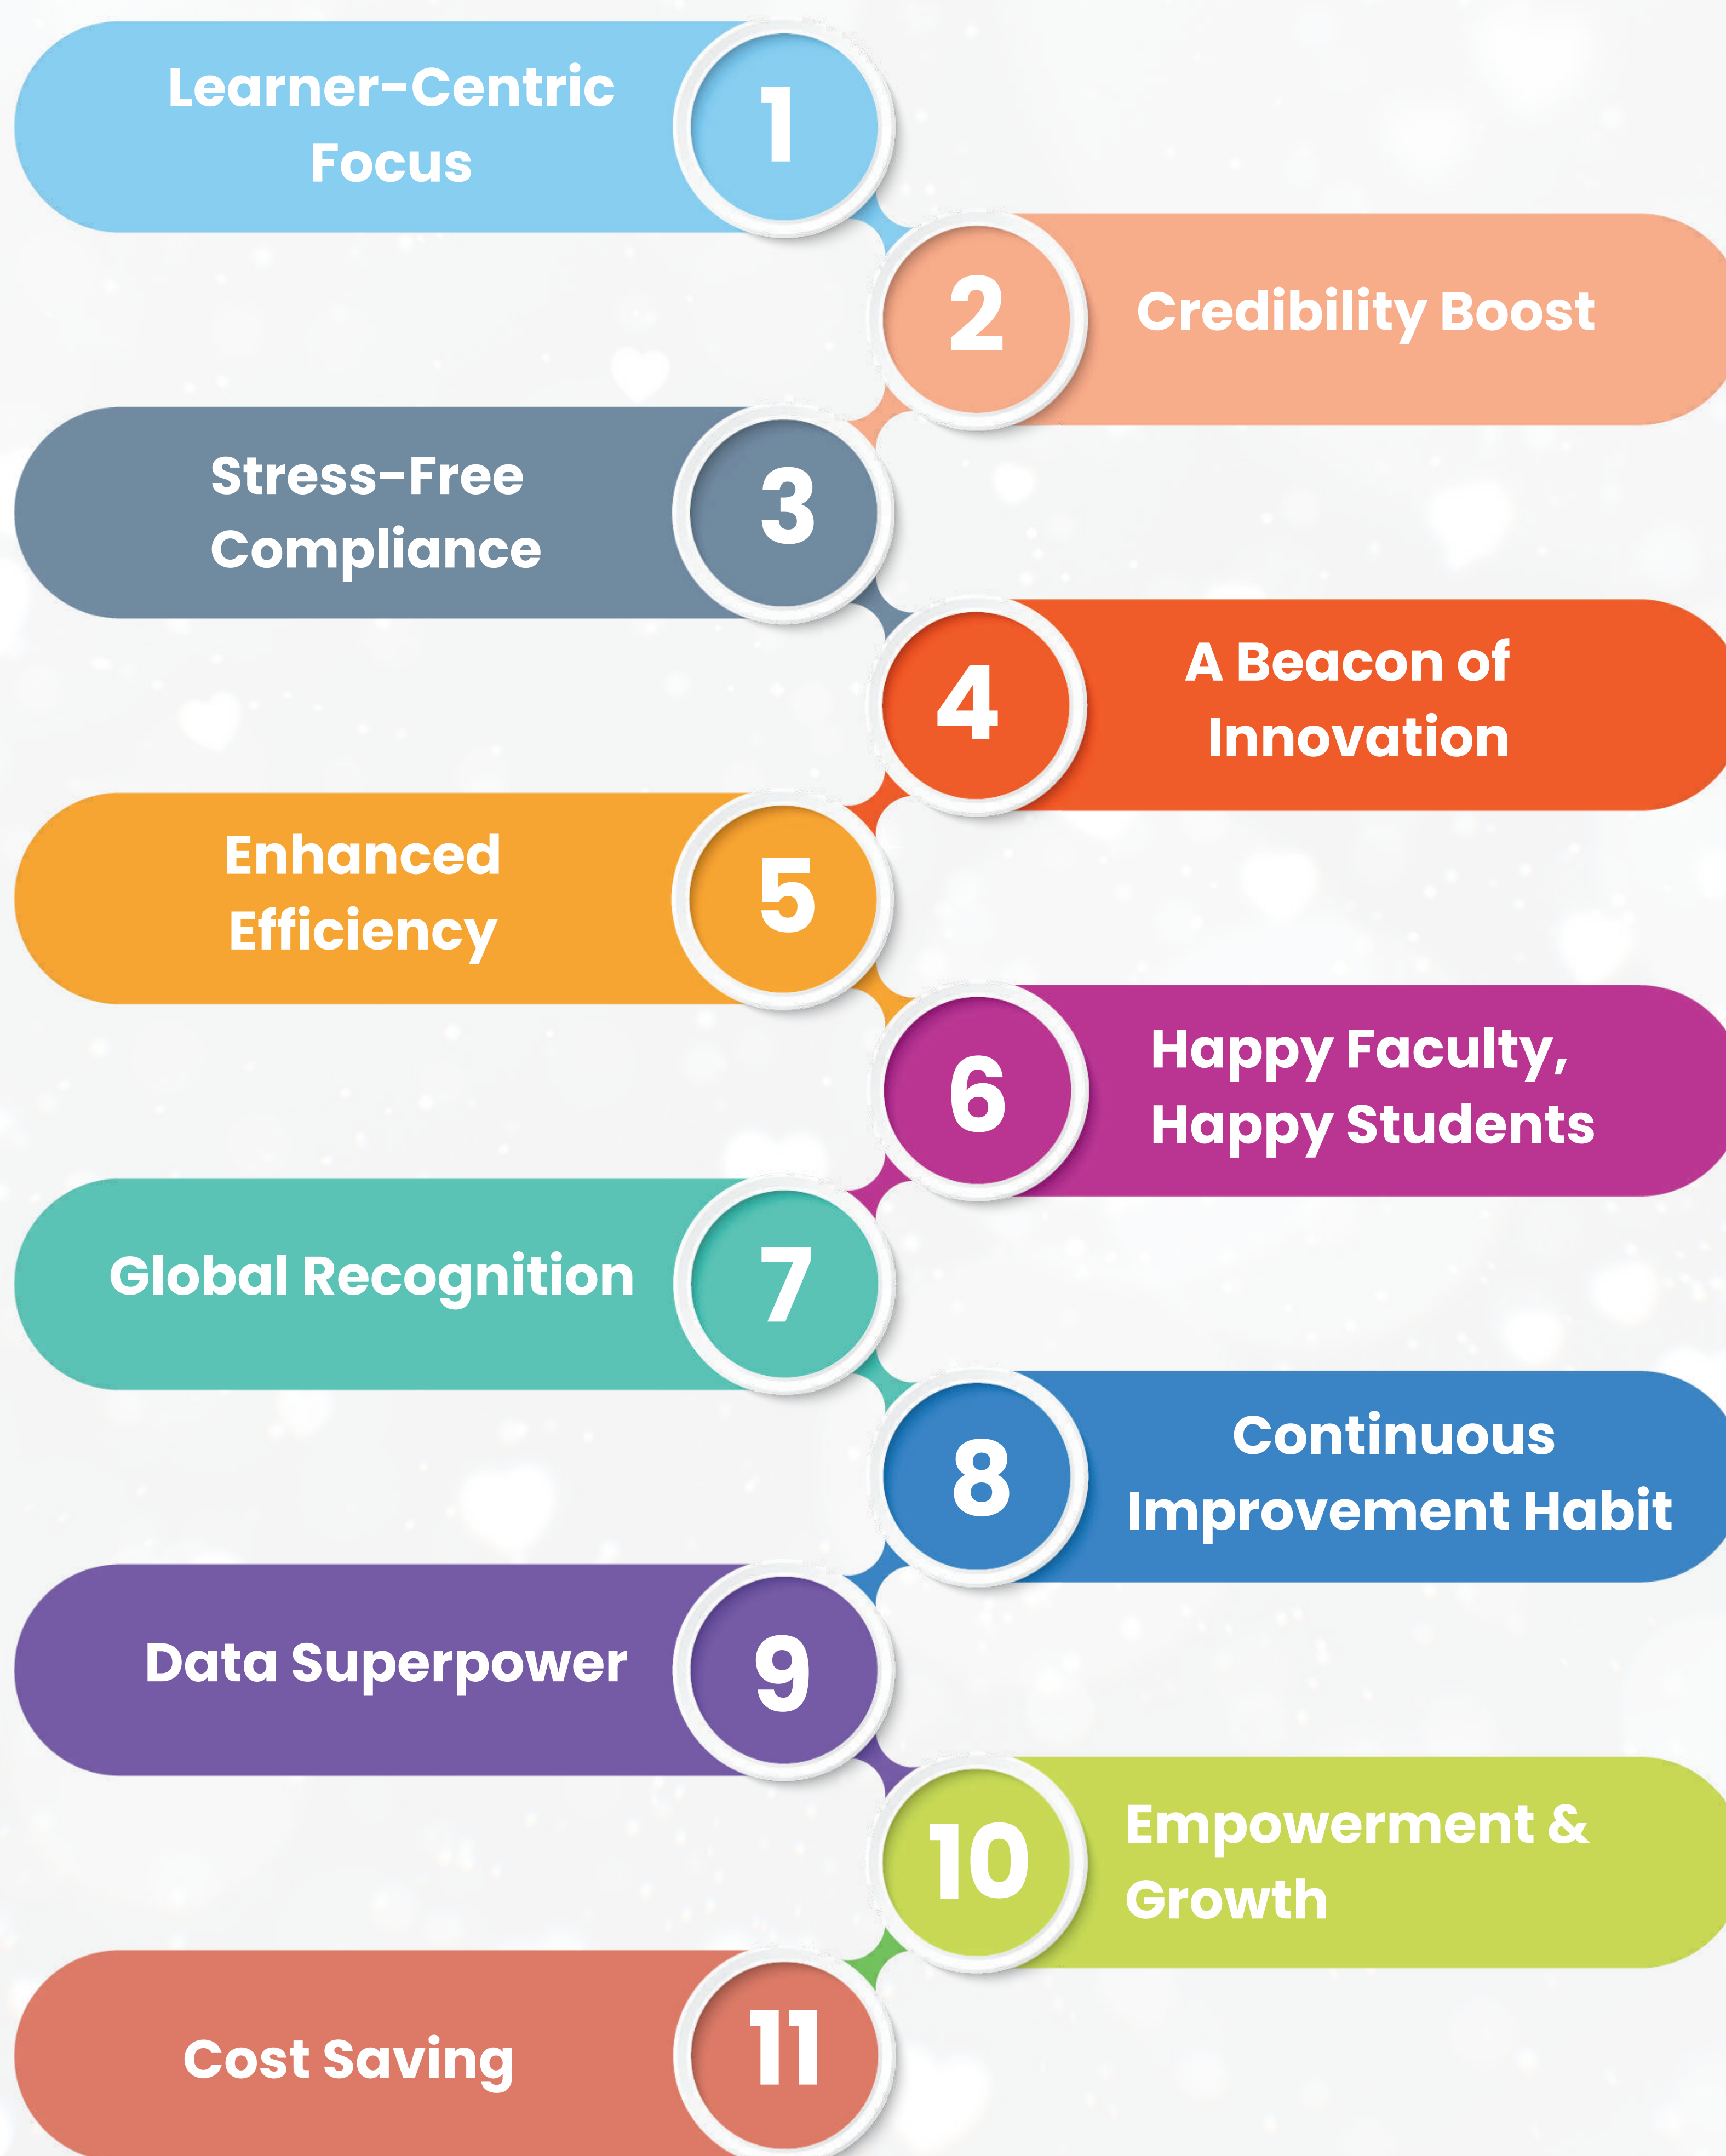 Learner-Centric
Focus
1
2
Credibility Boost
Stress-Free
Compliance
3
4
A Beacon of
Innovation
Enhanced
Efficiency
5
6
Happy Faculty,
Happy Students
Global Recognition
7
8
Continuous
Improvement Habit
Data Superpower
9
10
Empowerment &
Growth
Cost Saving
11